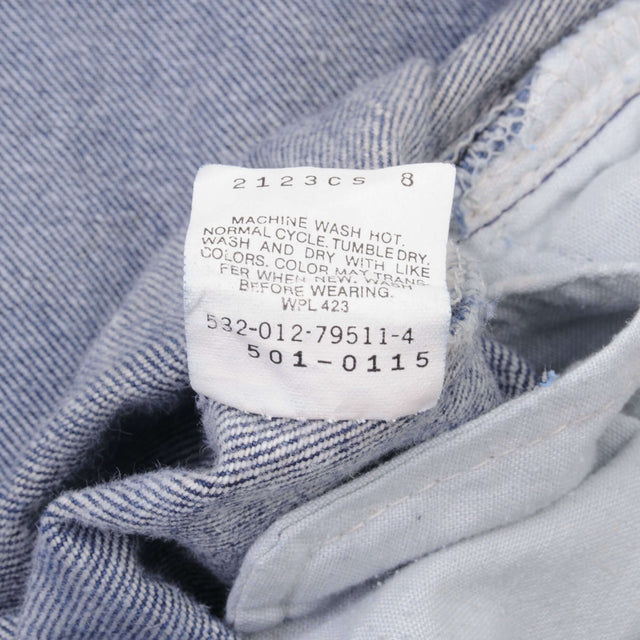 2123CS 8
MACHINE WASH HOT.
NORMAL CYCLE. TUMBLE DRY.
WASH AND DRY WITH LIKE
COLORS. COLOR MAY TRANS-
FER WHEN NEW. WASH
BEFORE WEARING.
WPL 423
532-012-79511-4
501-0115